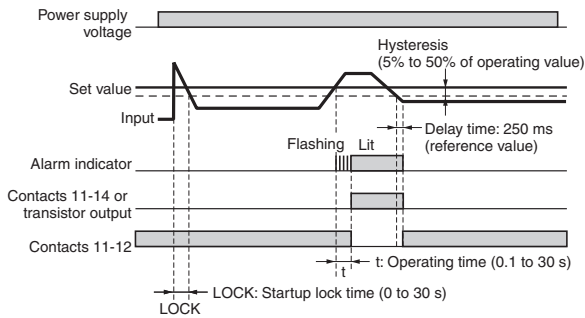 Power supply
voltage
Hysteresis
(5% to 50% of operating value)
Set value
Input
Delay time: 250 ms
(reference value)
Flashing
Lit
Alarm indicator
Contacts 11-14 or
transistor output
Contacts 11-12
t
t: Operating time (0.1 to 30 s)
LOCK: Startup lock time (0 to 30 s)
LOCK